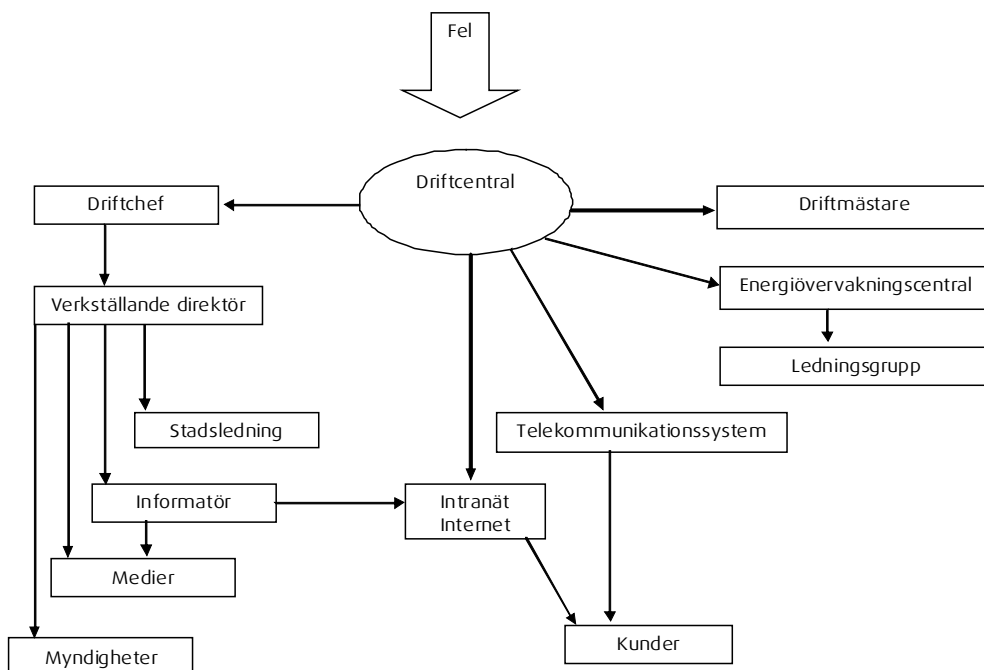 Fel
Driftcentral
Driftchef
Driftmästare
Verkställande direktör
Energiövervakningscentral
Ledningsgrupp
Stadsledning
Telekommunikationssystem
Informatör
Intranät
Internet
Medier
Kunder
Myndigheter